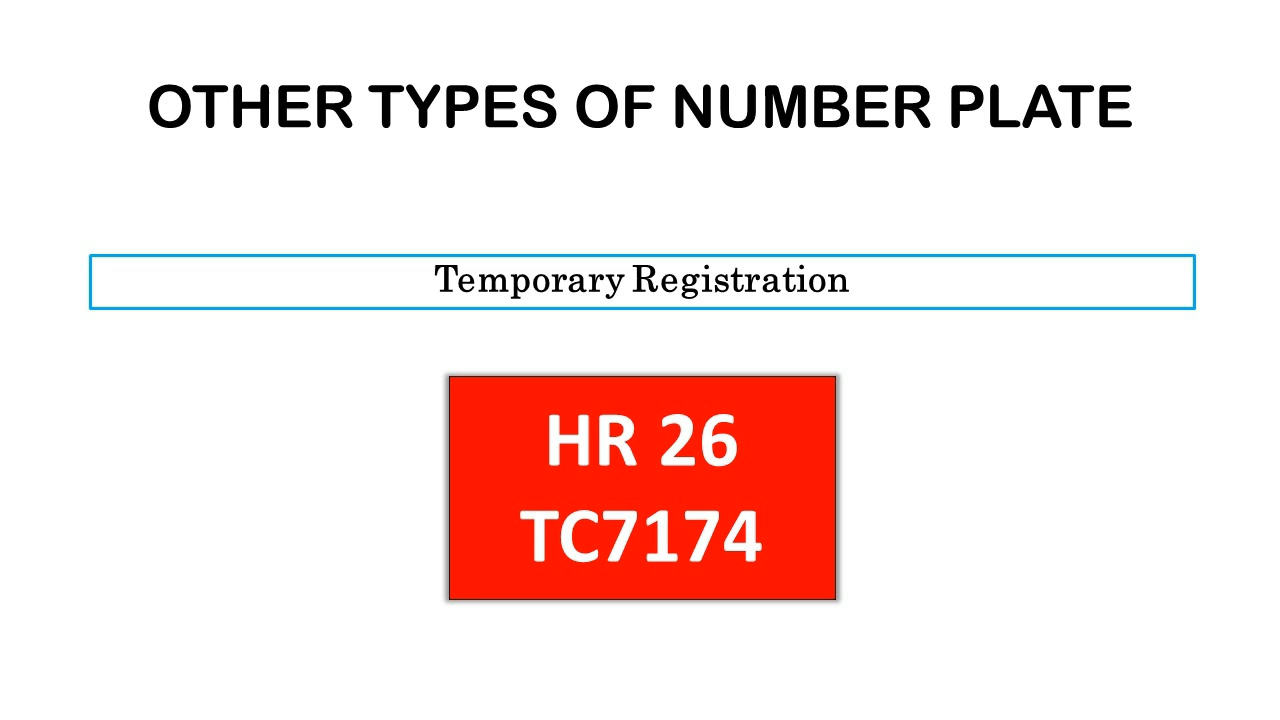 OTHER TYPES OF NUMBER PLATE
Temporary Registration
HR 26
TC7174